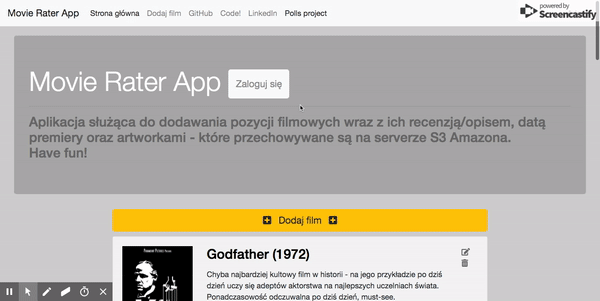 Movie Rater App Strona główna Dodaj film GitHub Code! LinkedIn Polls project
powered by
Screencastify
Movie Rater App Zaloguj się
Aplikacja służąca do dodawania pozycji filmowych wraz z ich recenzją/opisem, datą
premiery oraz artworkami - które przechowywane są na serwerze S3 Amazona.
Have fun!
Dodaj film
Godfather (1972)
Chyba najbardziej kultowy film w historii - na jego przykładzie po dziś
dzień uczy się adeptów aktorstwa na najlepszych uczelniach świata.
Ponadczasowość odczuwalna po dziś dzień, must-see.